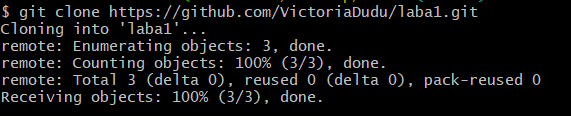 $ git clone https://github.com/VictoriaDudu/laba1.git
Cloning into 'laba1'...
remote: Enumerating objects: 3, done.
remote: Counting objects: 100% (3/3), done.
remote: Total 3 (delta 0), reused 0 (delta 0), pack-reused 0
Receiving objects: 100% (3/3), done.